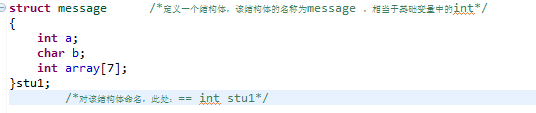 struct message /*定义一个结构体，该结构体的名称为message ，相当于基础变量中的int*/
{
int a;
char b;
int array[7];
}stu1;
/*对该结构体命名，此处：== int stu1*/